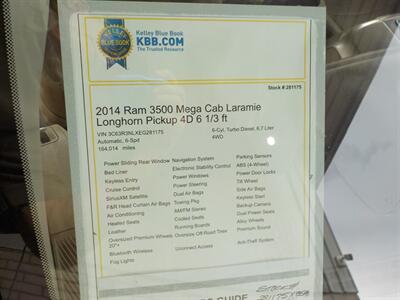 Kelley Blue Book
KBB.COM
The Trusted Resource
KELLEY
BLUE BOOK
Stock # 281175
2014 Ram 3500 Mega Cab Laramie
Longhorn Pickup 4D 6 1/3 ft
VIN 3C63R3NLXEG281175
Automatic, 6-Spd
164,014 miles
6-Cyl, Turbo Diesel, 6.7 Liter
4WD
Power Sliding Rear Window
Bed Liner
Keyless Entry
Cruise Control
SiriusXM Satellite
F&R Head Curtain Air Bags
Air Conditioning
Heated Seats
Leather
Oversized Premium Wheels
20"+
Bluetooth Wireless
Fog Lights
Navigation System
Electronic Stability Control
Power Windows
Power Steering
Dual Air Bags
Towing Pkg
AM/FM Stereo
Cooled Seats
Running Boards
Oversize Off Road Tires
Uconnect Access
Parking Sensors
ABS (4-Wheel)
Power Door Locks
Tilt Wheel
Side Air Bags
Keyless Start
Backup Camera
Dual Power Seats
Alloy Wheels
Premium Sound
Anti-Theft System
GUIDE